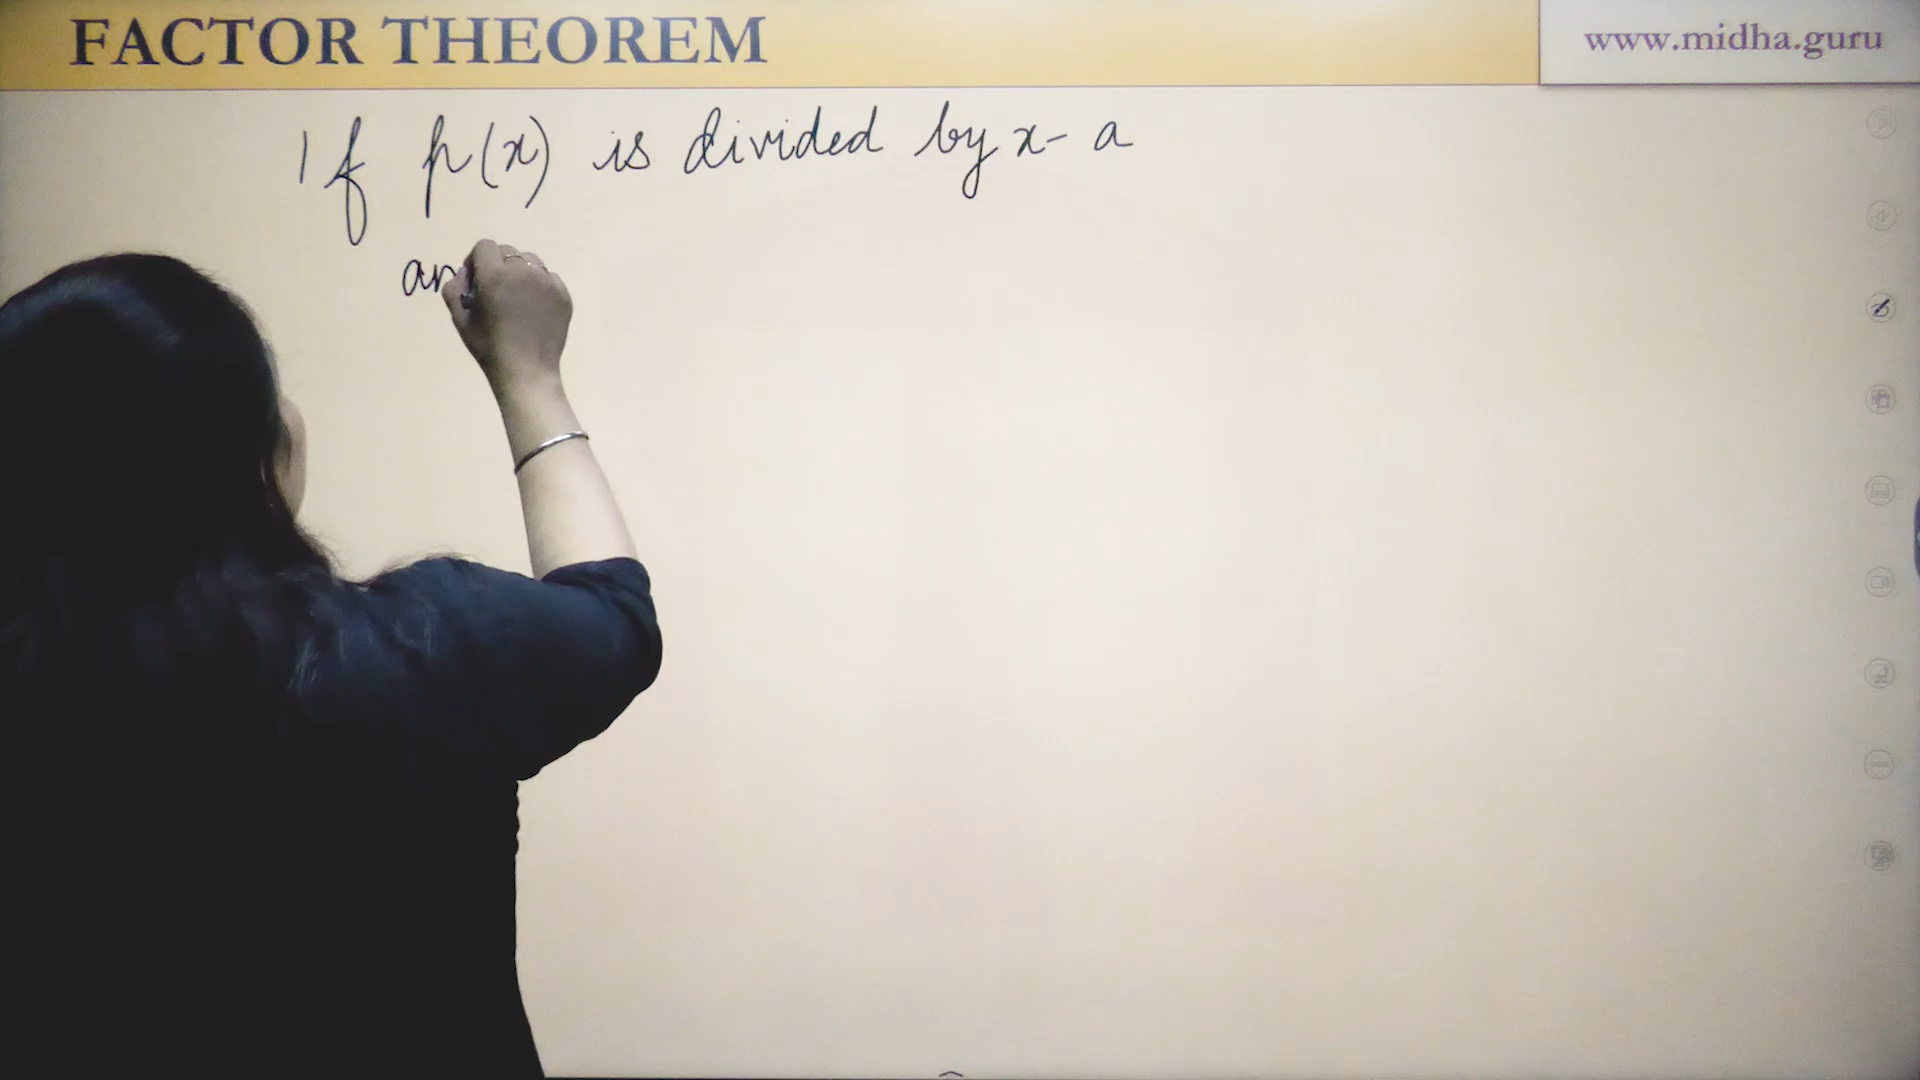 FACTOR THEOREM
www.midha.guru
If p(x) is divided by x - a